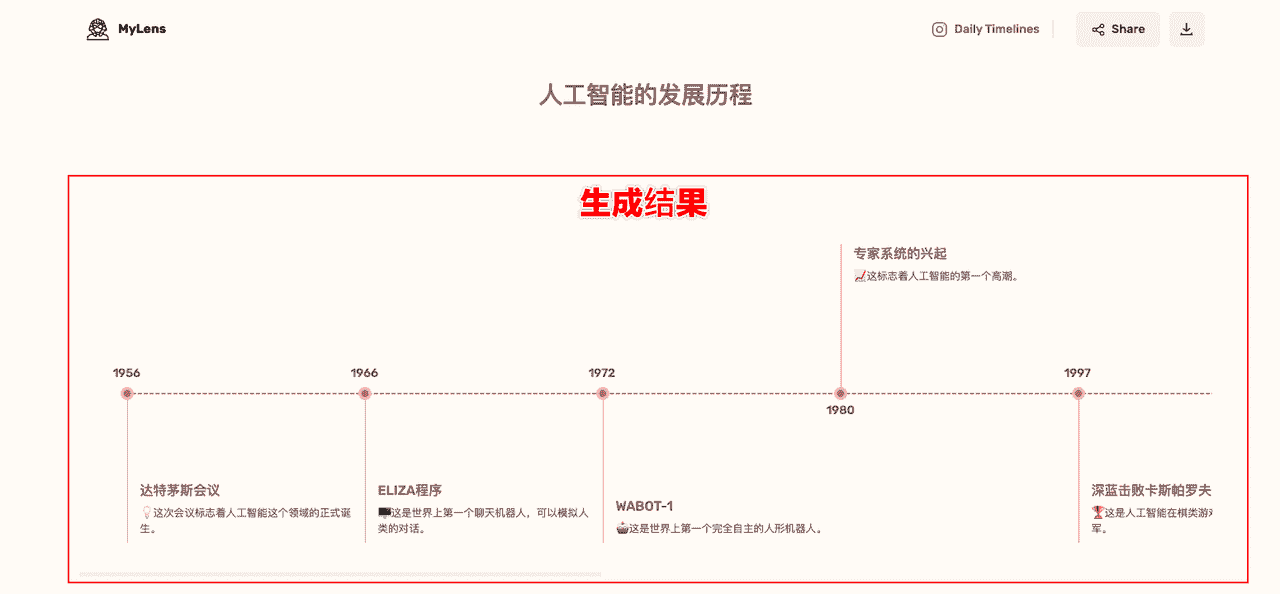 MyLens
Daily Timelines
Share
人工智能的发展历程
生成结果
专家系统的兴起
📈这标志着人工智能的第一个高潮。
1956
1966
1972
1980
1997
达特茅斯会议
💡这次会议标志着人工智能这个领域的正式诞
生。
ELIZA程序
🖥️这是世界上第一个聊天机器人，可以模拟人
类的对话。
WABOT-1
🤖这是世界上第一个完全自主的人形机器人。
深蓝击败卡斯帕罗夫
🏆这是人工智能在棋类游
军。